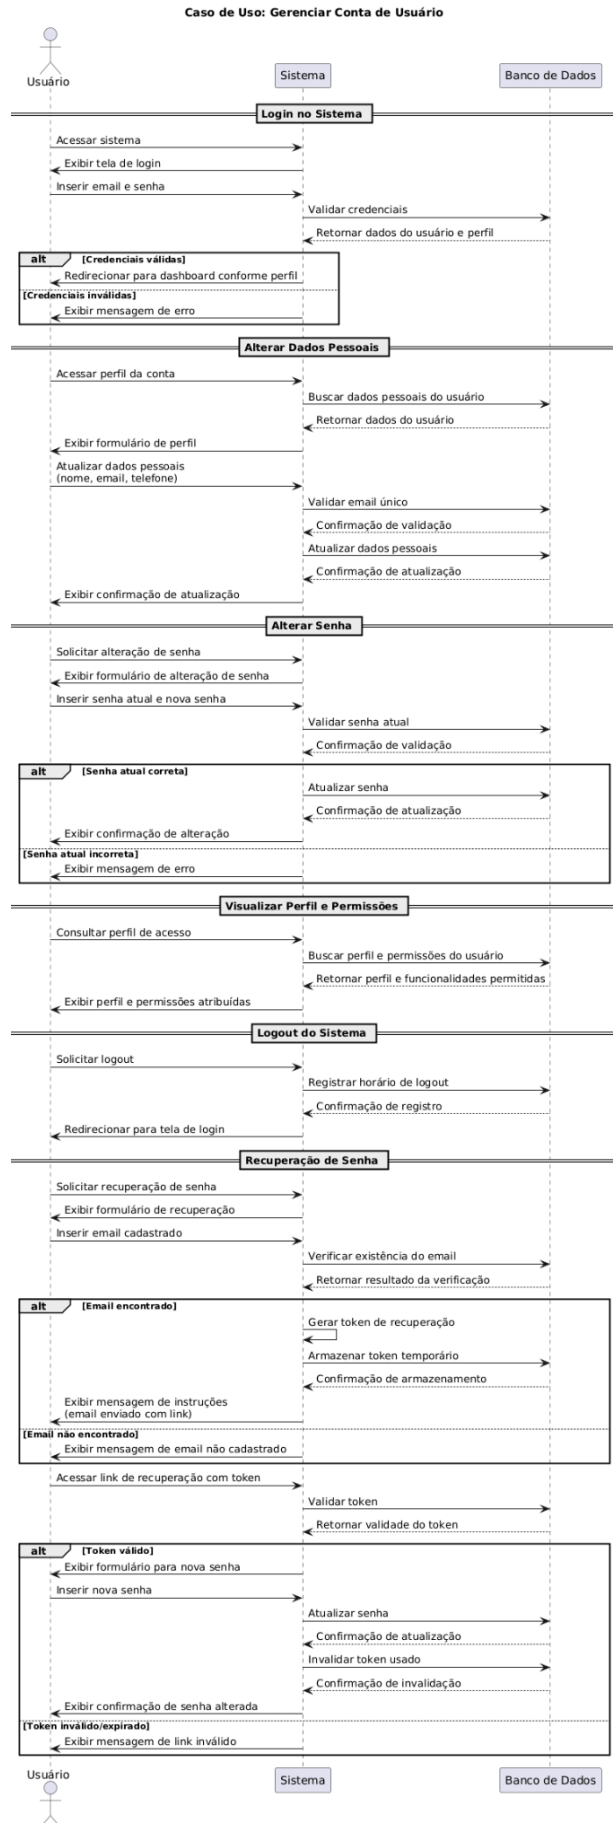 Caso de Uso: Gerenciar Conta de Usuário
Usuário
Sistema
Banco de Dados
Login no Sistema
Acessar sistema
Exibir tela de login
Inserir email e senha
Validar credenciais
Retornar dados do usuário e perfil
alt
[Credenciais válidas]
Redirecionar para dashboard conforme perfil
[Credenciais inválidas]
Exibir mensagem de erro
Alterar Dados Pessoais
Acessar perfil da conta
Buscar dados pessoais do usuário
Retornar dados do usuário
Exibir formulário de perfil
Atualizar dados pessoais
(nome, email, telefone)
Validar email único
Confirmação de validação
Atualizar dados pessoais
Confirmação de atualização
Exibir confirmação de atualização
Alterar Senha
Solicitar alteração de senha
Exibir formulário de alteração de senha
Inserir senha atual e nova senha
Validar senha atual
Confirmação de validação
alt
[Senha atual correta]
Atualizar senha
Confirmação de atualização
Exibir confirmação de alteração
[Senha atual incorreta]
Exibir mensagem de erro
Visualizar Perfil e Permissões
Consultar perfil de acesso
Buscar perfil e permissões do usuário
Retornar perfil e funcionalidades permitidas
Exibir perfil e permissões atribuídas
Logout do Sistema
Solicitar logout
Registrar horário de logout
Confirmação de registro
Redirecionar para tela de login
Recuperação de Senha
Solicitar recuperação de senha
Exibir formulário de recuperação
Inserir email cadastrado
Verificar existência do email
Retornar resultado da verificação
alt
[Email encontrado]
Gerar token de recuperação
Armazenar token temporário
Confirmação de armazenamento
Exibir mensagem de instruções
(email enviado com link)
[Email não encontrado]
Exibir mensagem de email não cadastrado
Acessar link de recuperação com token
Validar token
Retornar validade do token
alt
[Token válido]
Exibir formulário para nova senha
Inserir nova senha
Atualizar senha
Confirmação de atualização
Invalidar token usado
Confirmação de invalidação
Exibir confirmação de senha alterada
[Token inválido/expirado]
Exibir mensagem de link inválido
Usuário
Sistema
Banco de Dados